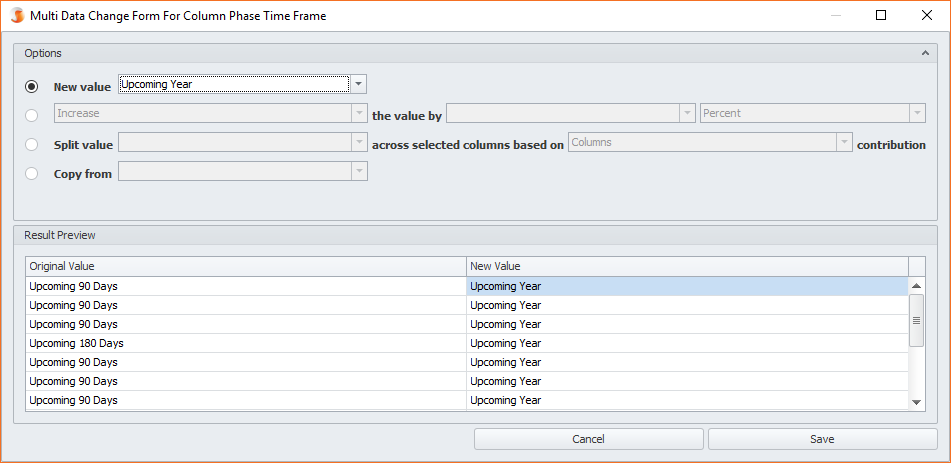 Multi Data Change Form For Column Phase Time Frame
Options
New value Upcoming Year
Increase the value by Percent
Split value across selected columns based on Columns contribution
Copy from
Result Preview
Original Value New Value
Upcoming 90 Days Upcoming Year
Upcoming 90 Days Upcoming Year
Upcoming 90 Days Upcoming Year
Upcoming 180 Days Upcoming Year
Upcoming 90 Days Upcoming Year
Upcoming 90 Days Upcoming Year
Upcoming 90 Days Upcoming Year
Cancel Save